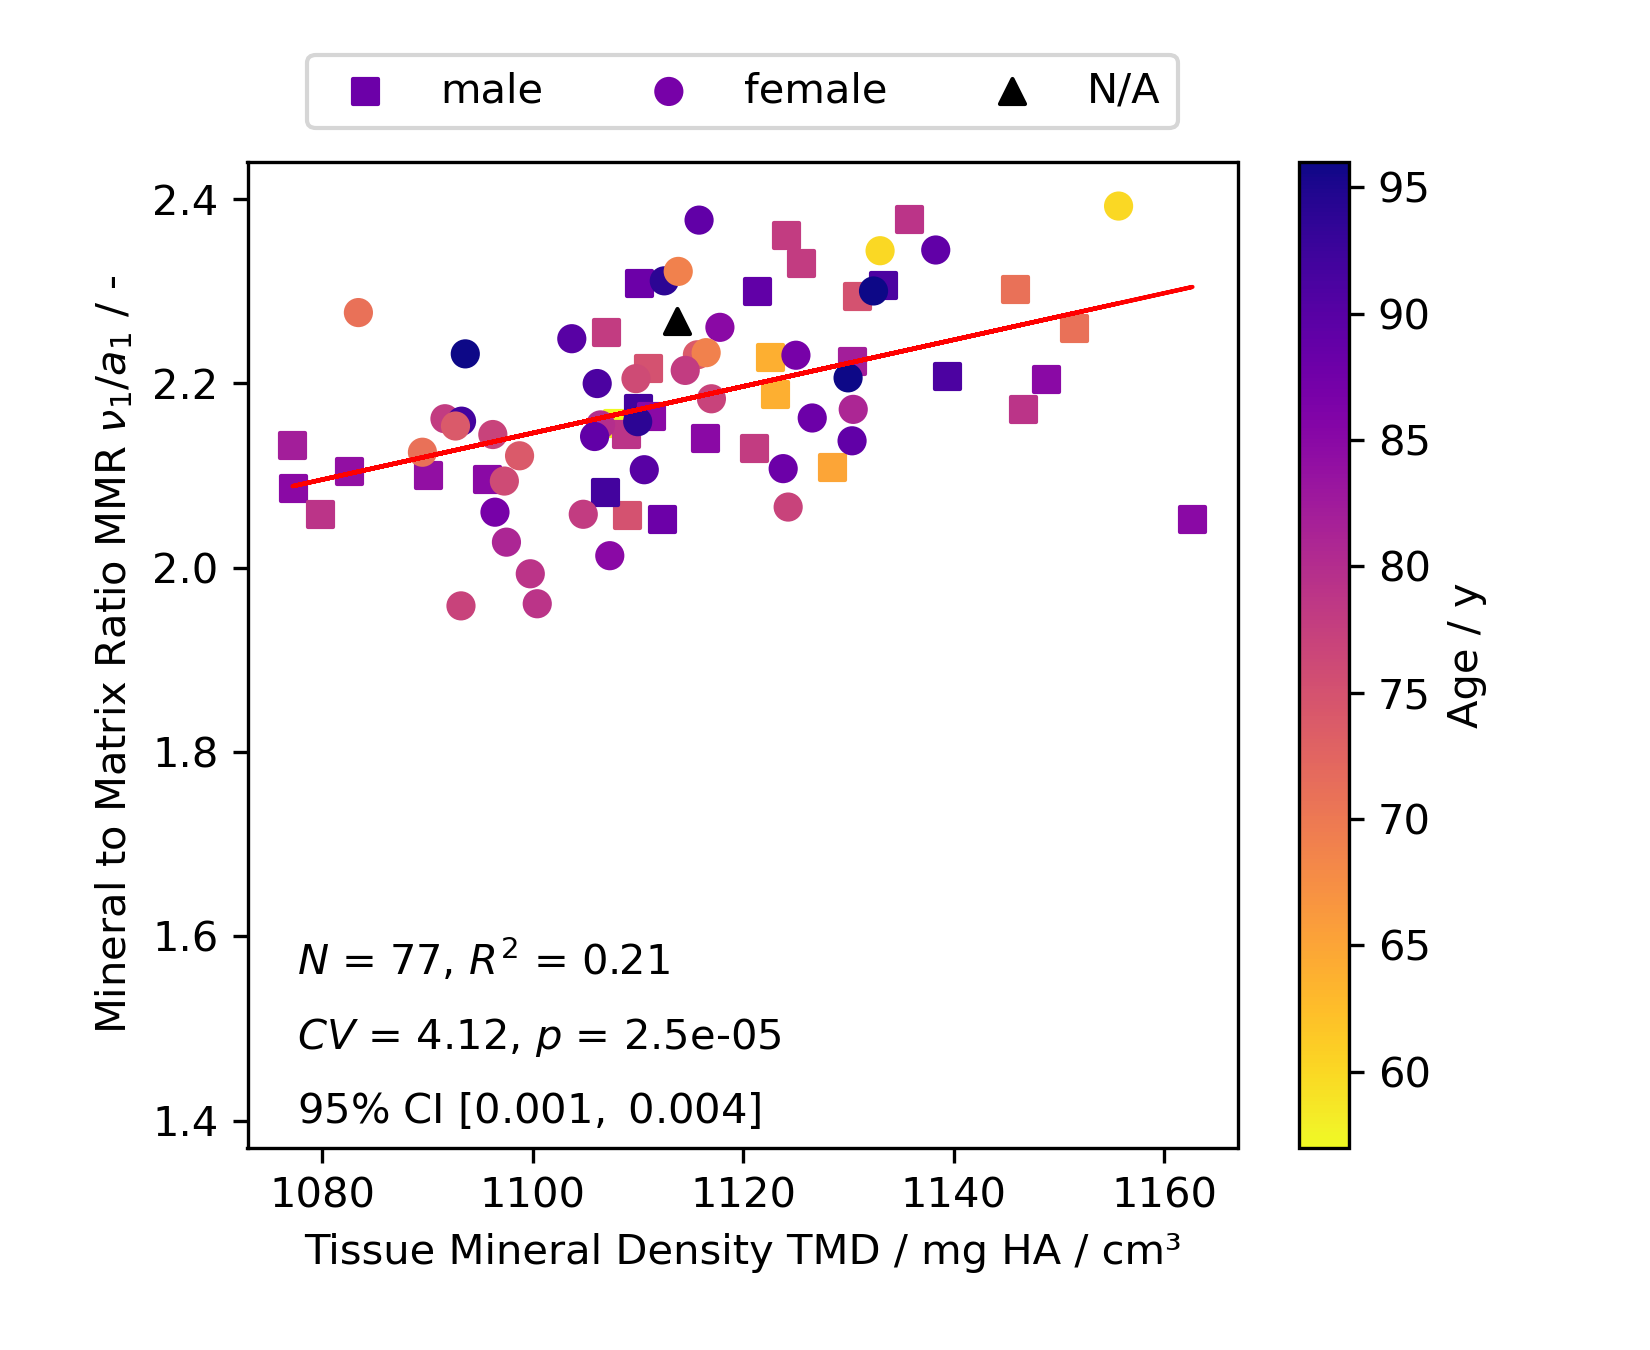 male female N/A
Mineral to Matrix Ratio MMR ν₁/a₁ / -
2.4
2.2
2.0
1.8
1.6
1.4
N = 77, R² = 0.21
CV = 4.12, p = 2.5e-05
95% CI [0.001, 0.004]
1080 1100 1120 1140 1160
Tissue Mineral Density TMD / mg HA / cm³
95
90
85
80
75
70
65
60
Age / y